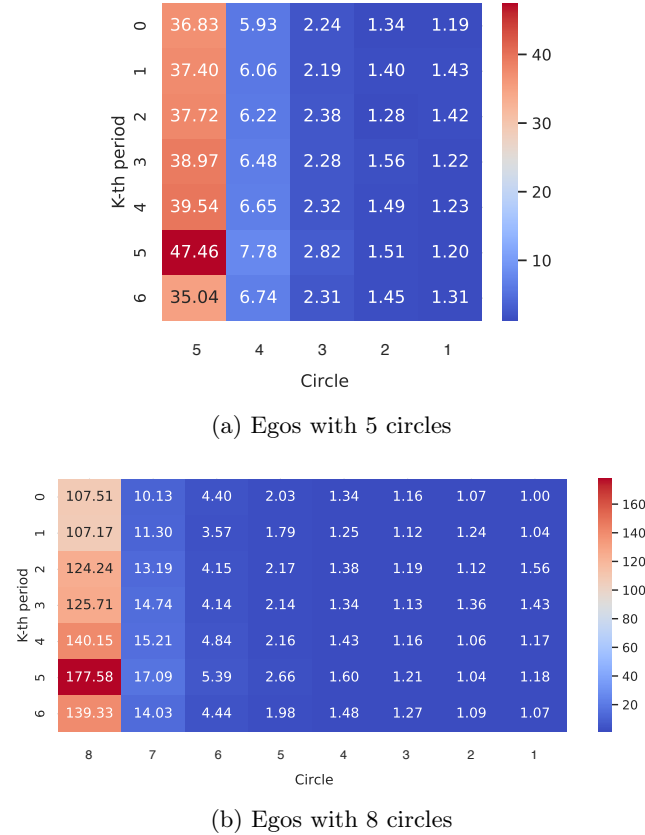 0 36.83 5.93 2.24 1.34 1.19
1 37.40 6.06 2.19 1.40 1.43
2 37.72 6.22 2.38 1.28 1.42
3 38.97 6.48 2.28 1.56 1.22
4 39.54 6.65 2.32 1.49 1.23
5 47.46 7.78 2.82 1.51 1.20
6 35.04 6.74 2.31 1.45 1.31
K-th period
5 4 3 2 1
Circle
40
30
20
10
(a) Egos with 5 circles
0 107.51 10.13 4.40 2.03 1.34 1.16 1.07 1.00
1 107.17 11.30 3.57 1.79 1.25 1.12 1.24 1.04
2 124.24 13.19 4.15 2.17 1.38 1.19 1.12 1.56
3 125.71 14.74 4.14 2.14 1.34 1.13 1.36 1.43
4 140.15 15.21 4.84 2.16 1.43 1.16 1.06 1.17
5 177.58 17.09 5.39 2.66 1.60 1.21 1.04 1.18
6 139.33 14.03 4.44 1.98 1.48 1.27 1.09 1.07
K-th period
8 7 6 5 4 3 2 1
Circle
160
140
120
100
80
60
40
20
(b) Egos with 8 circles